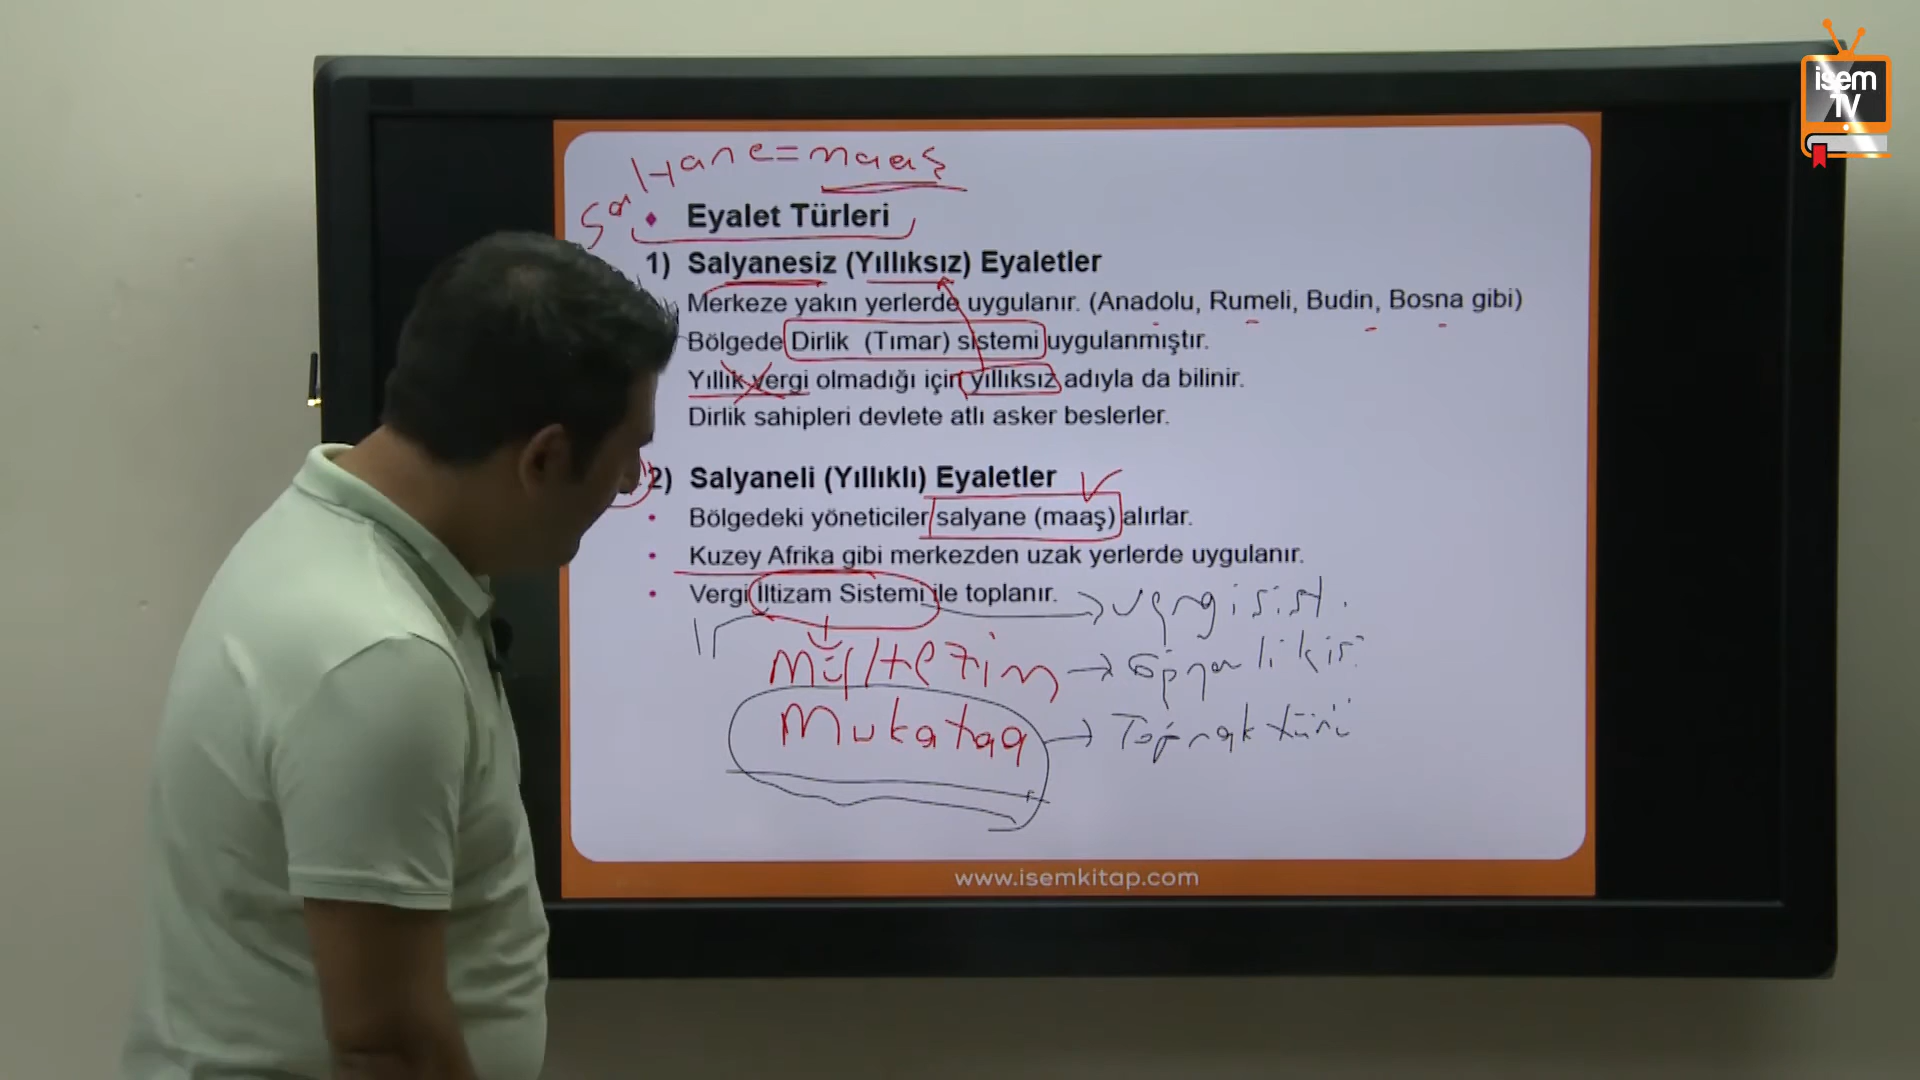 isem
TV
Salyane=maaş
Eyalet Türleri
1) Salyanesiz (Yıllıksız) Eyaletler
Merkeze yakın yerlerde uygulanır. (Anadolu, Rumeli, Budin, Bosna gibi)
Bölgede Dirlik (Tımar) sistemi uygulanmıştır.
Yıllık vergi olmadığı için yıllıksız adıyla da bilinir.
Dirlik sahipleri devlete atlı asker beslerler.
2) Salyaneli (Yıllıklı) Eyaletler
Bölgedeki yöneticiler salyane (maaş) alırlar.
Kuzey Afrika gibi merkezden uzak yerlerde uygulanır.
Vergi İltizam Sistemi ile toplanır. → vergi sist.
Mültezim →
Mukataa → Toprak türü
www.isemkitap.com